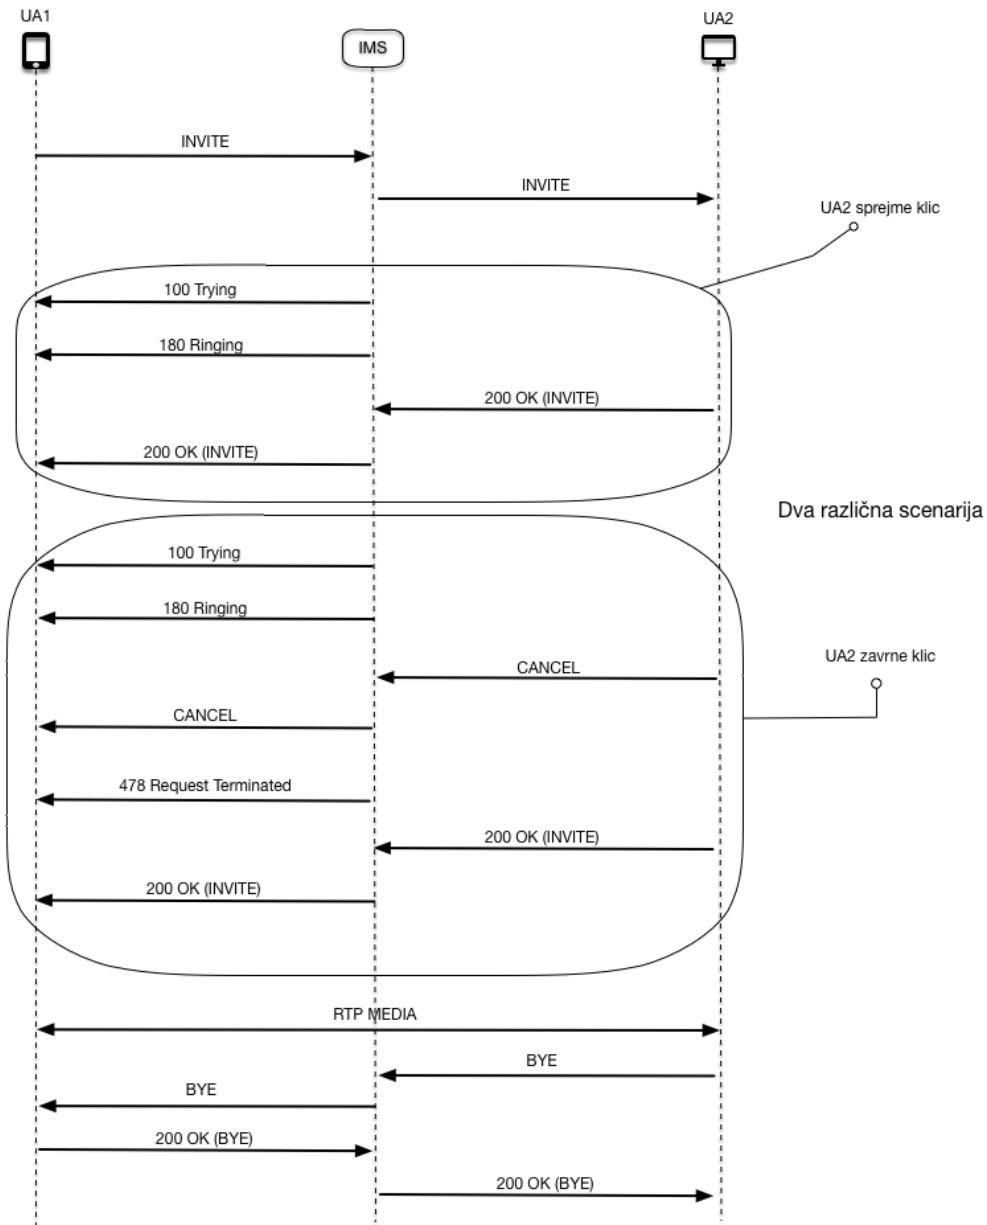 UA1
IMS
UA2
INVITE
INVITE
UA2 sprejme klic
100 Trying
180 Ringing
200 OK (INVITE)
200 OK (INVITE)
Dva različna scenarija
100 Trying
180 Ringing
UA2 zavrne klic
CANCEL
CANCEL
478 Request Terminated
200 OK (INVITE)
200 OK (INVITE)
RTP MEDIA
BYE
BYE
200 OK (BYE)
200 OK (BYE)